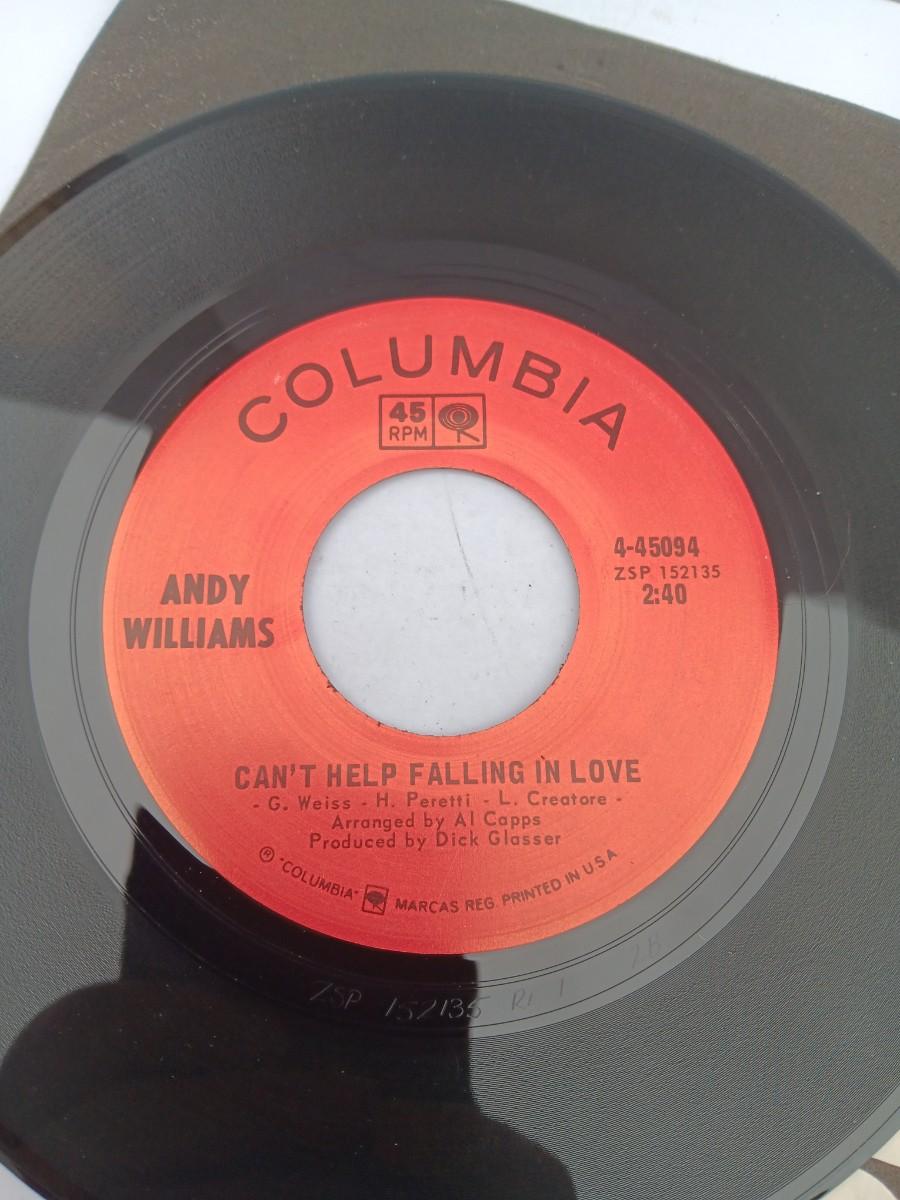 COLUMBIA
45
RPM
4-45094
ZSP 152135
2:40
ANDY
WILLIAMS
CAN'T HELP FALLING IN LOVE
- G. Weiss - H. Peretti - L. Creatore -
Arranged by Al Capps
Produced by Dick Glasser
® "COLUMBIA" MARCAS REG. PRINTED IN U.S.A.
ZSP 152135